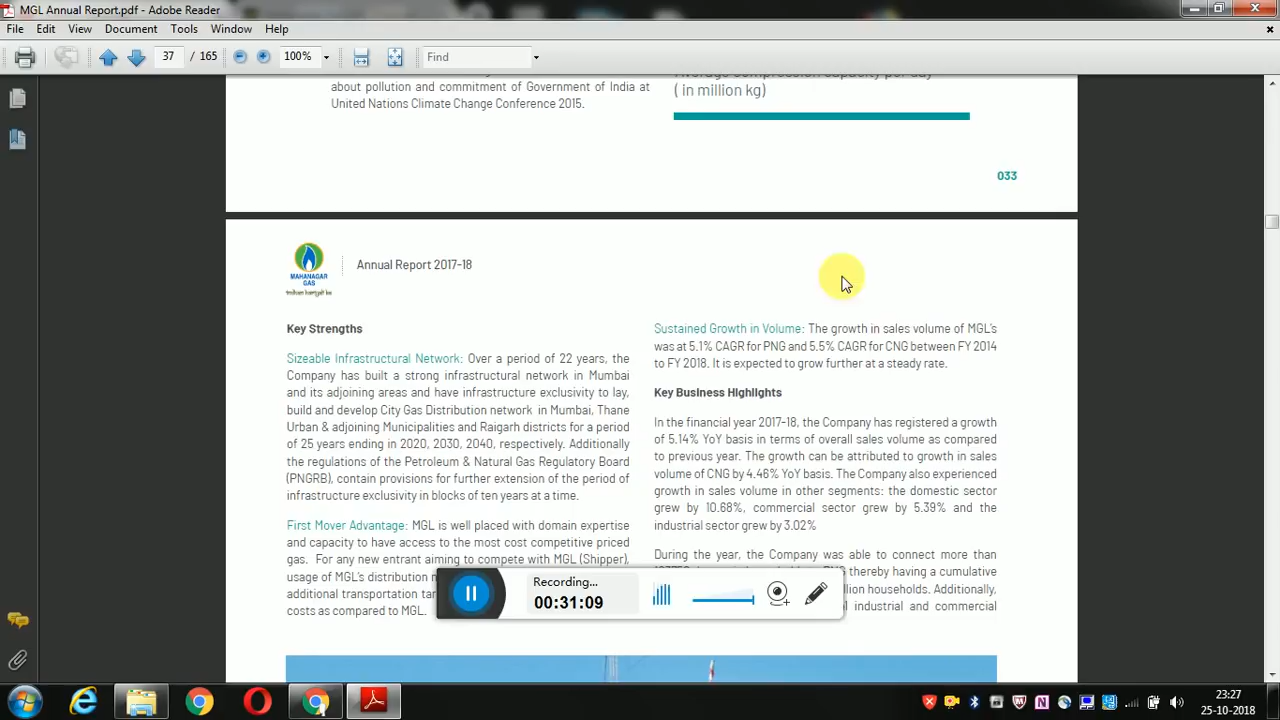 MGL Annual Report.pdf - Adobe Reader
File Edit View Document Tools Window Help
37 / 165 100% Find
Average compression capacity per day
( in million kg)
about pollution and commitment of Government of India at
United Nations Climate Change Conference 2015.
033
MAHANAGAR
GAS
Annual Report 2017-18
Key Strengths
Sizeable Infrastructural Network: Over a period of 22 years, the
Company has built a strong infrastructural network in Mumbai
and its adjoining areas and have infrastructure exclusivity to lay,
build and develop City Gas Distribution network in Mumbai, Thane
Urban & adjoining Municipalities and Raigarh districts for a period
of 25 years ending in 2020, 2030, 2040, respectively. Additionally
the regulations of the Petroleum & Natural Gas Regulatory Board
(PNGRB), contain provisions for further extension of the period of
infrastructure exclusivity in blocks of ten years at a time.
First Mover Advantage: MGL is well placed with domain expertise
and capacity to have access to the most cost competitive priced
gas. For any new entrant aiming to compete with MGL (Shipper),
usage of MGL's distribution
additional transportation
costs as compared to MGL.
Sustained Growth in Volume: The growth in sales volume of MGL's
was at 5.1% CAGR for PNG and 5.5% CAGR for CNG between FY 2014
to FY 2018. It is expected to grow further at a steady rate.
Key Business Highlights
In the financial year 2017-18, the Company has registered a growth
of 5.14% YoY basis in terms of overall sales volume as compared
to previous year. The growth can be attributed to growth in sales
volume of CNG by 4.46% YoY basis. The Company also experienced
growth in sales volume in other segments: the domestic sector
grew by 10.68%, commercial sector grew by 5.39% and the
industrial sector grew by 3.02%
During the year, the Company was able to connect more than
thereby having a cumulative
households. Additionally,
industrial and commercial
Recording...
00:31:09
23:27
25-10-2018